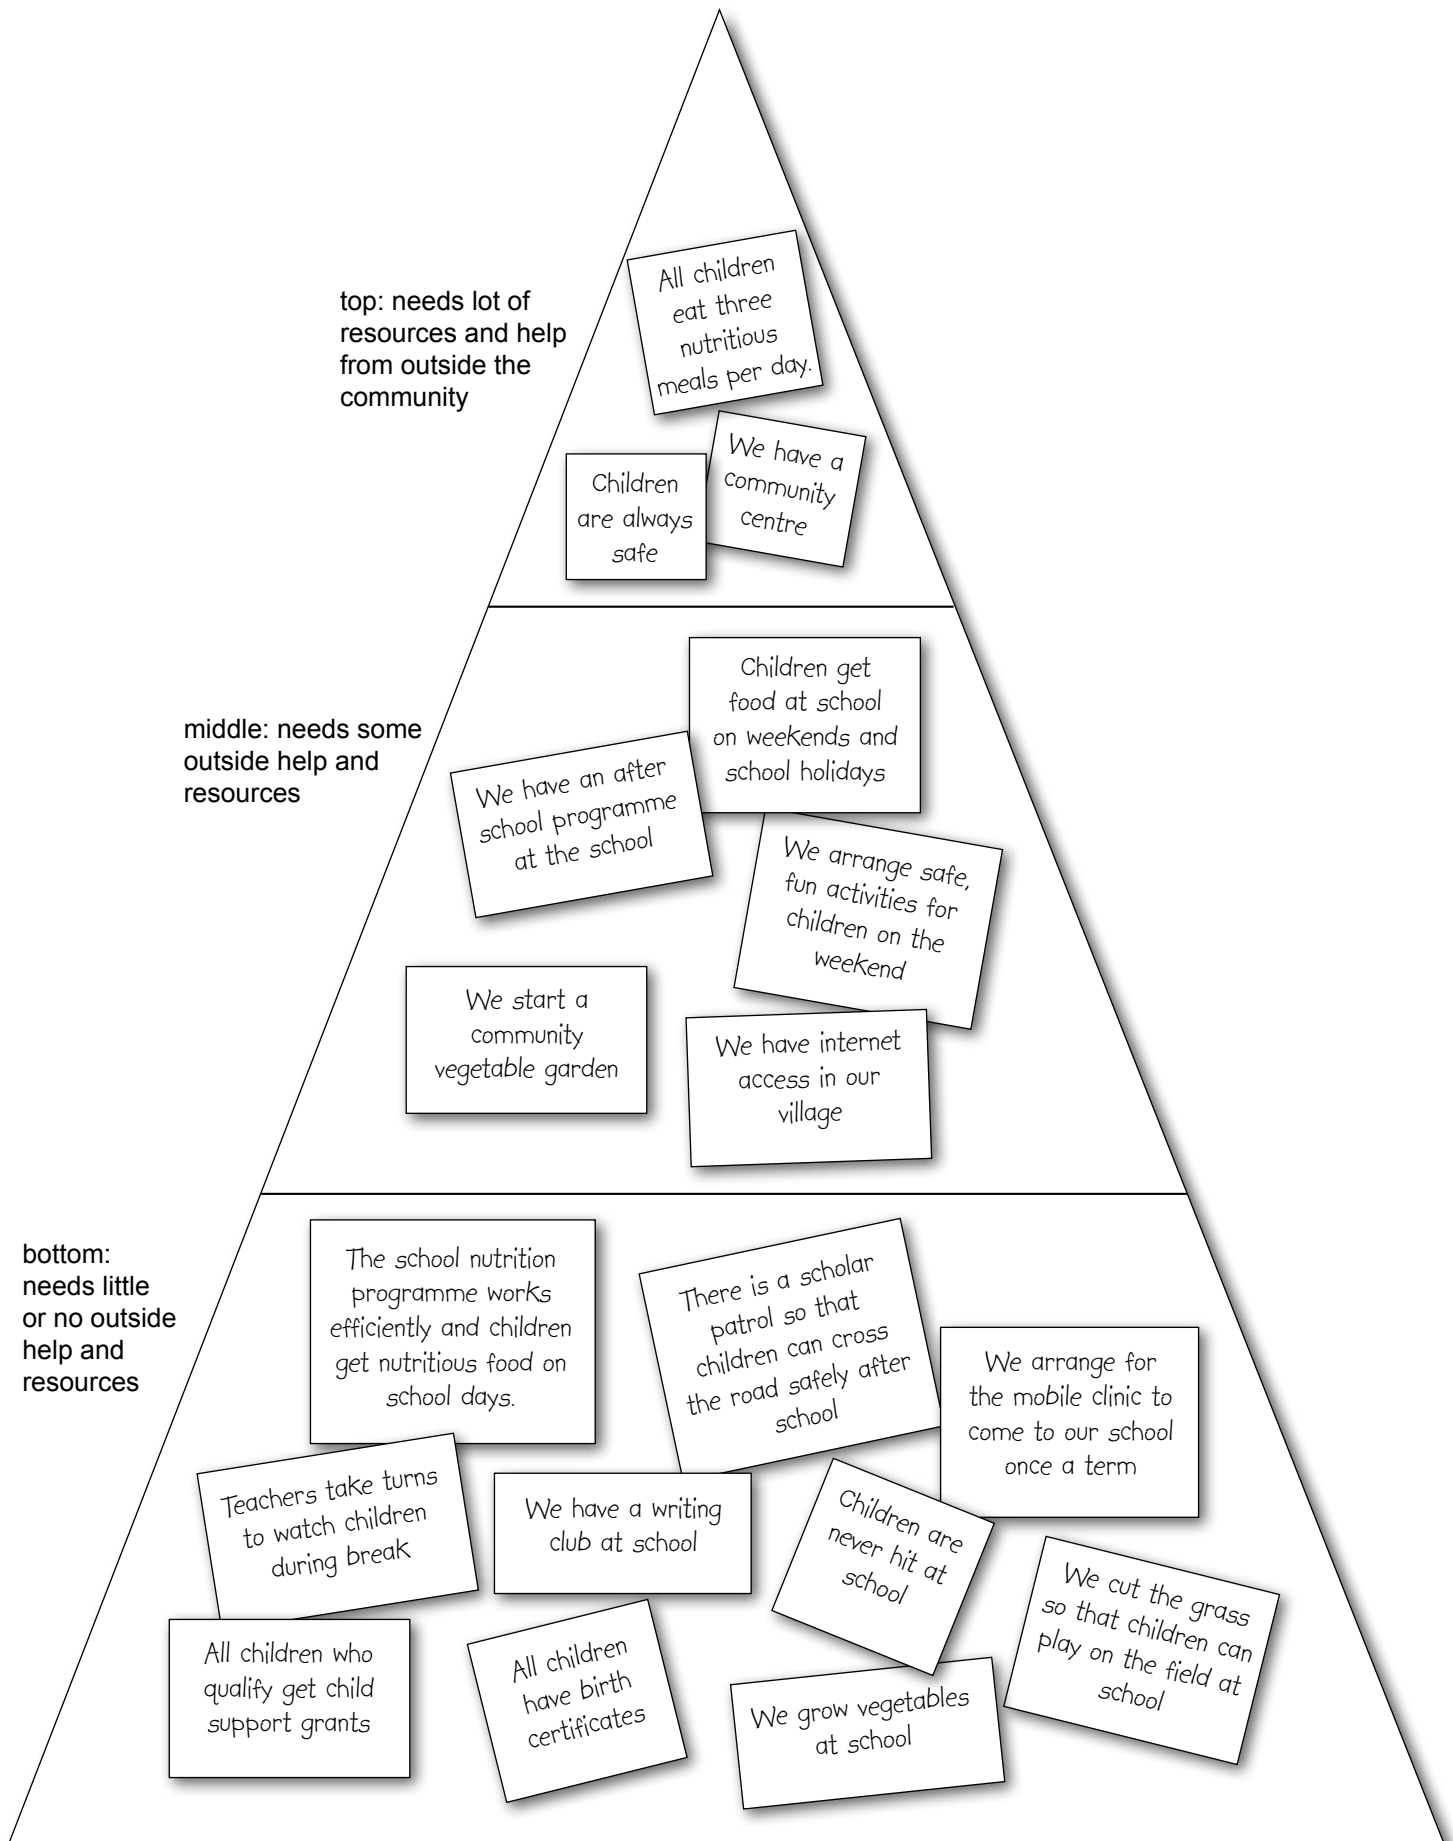 All children
eat three
nutritious
meals per day.
top: needs lot of
resources and help
from outside the
community
We have a
community
centre
Children
are always
safe
Children get
food at school
on weekends and
school holidays
middle: needs some
outside help and
resources
We have an after
school programme
at the school
We arrange safe,
fun activities for
children on the
weekend
We start a
community
vegetable garden
We have internet
access in our
village
bottom:
needs little
or no outside
help and
resources
The school nutrition
programme works
efficiently and children
get nutritious food on
school days.
There is a scholar
patrol so that
children can cross
the road safely after
school
We arrange for
the mobile clinic to
come to our school
once a term
Teachers take turns
to watch children
during break
We have a writing
club at school
Children are
never hit at
school
We cut the grass
so that children can
play on the field at
school
All children who
qualify get child
support grants
All children
have birth
certificates
We grow vegetables
at school